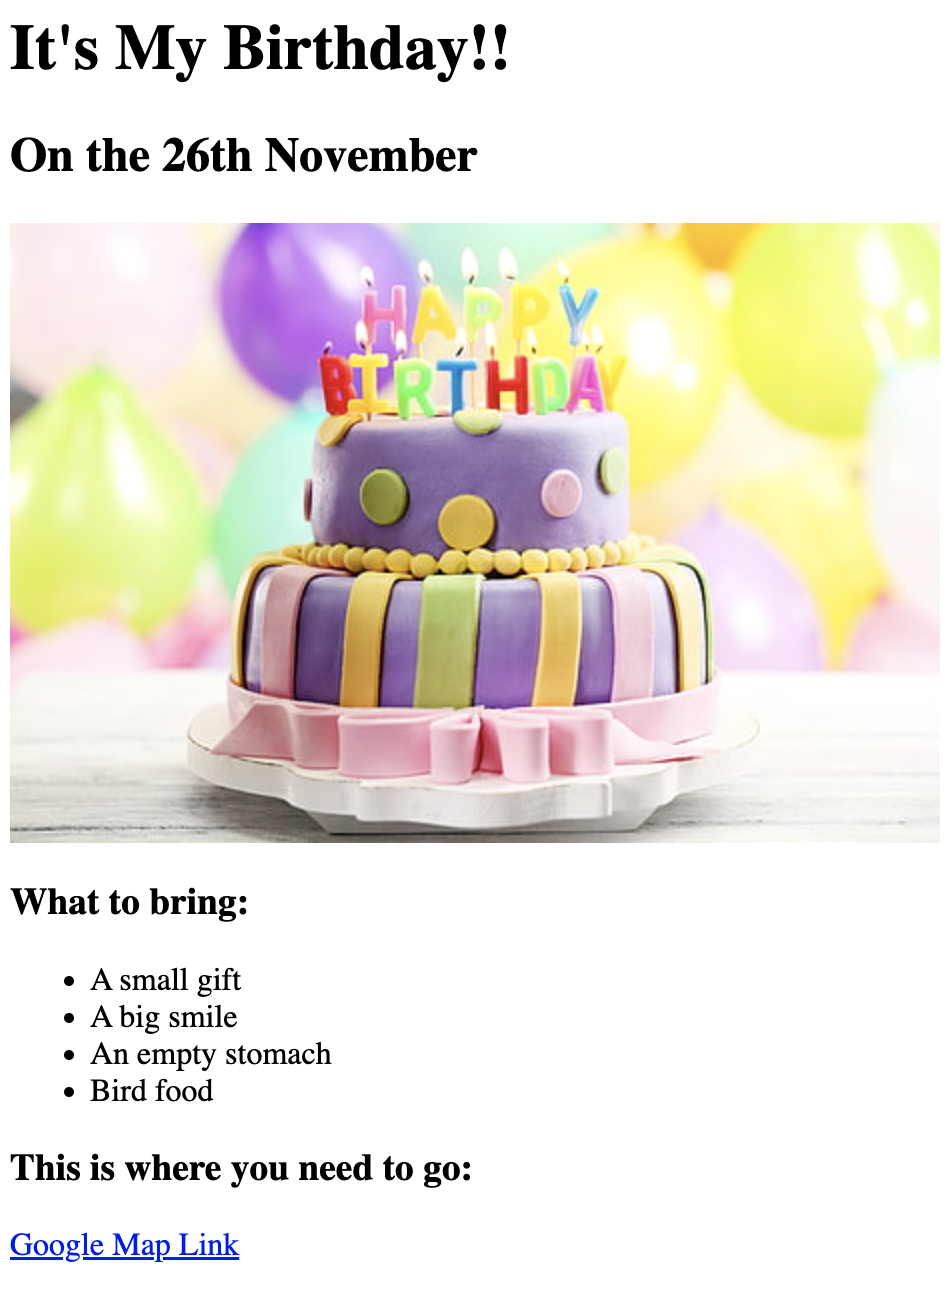 It's My Birthday!!
On the 26th November
HAPPY
BIRTHDAY
What to bring:
A small gift
A big smile
An empty stomach
Bird food
This is where you need to go:
Google Map Link